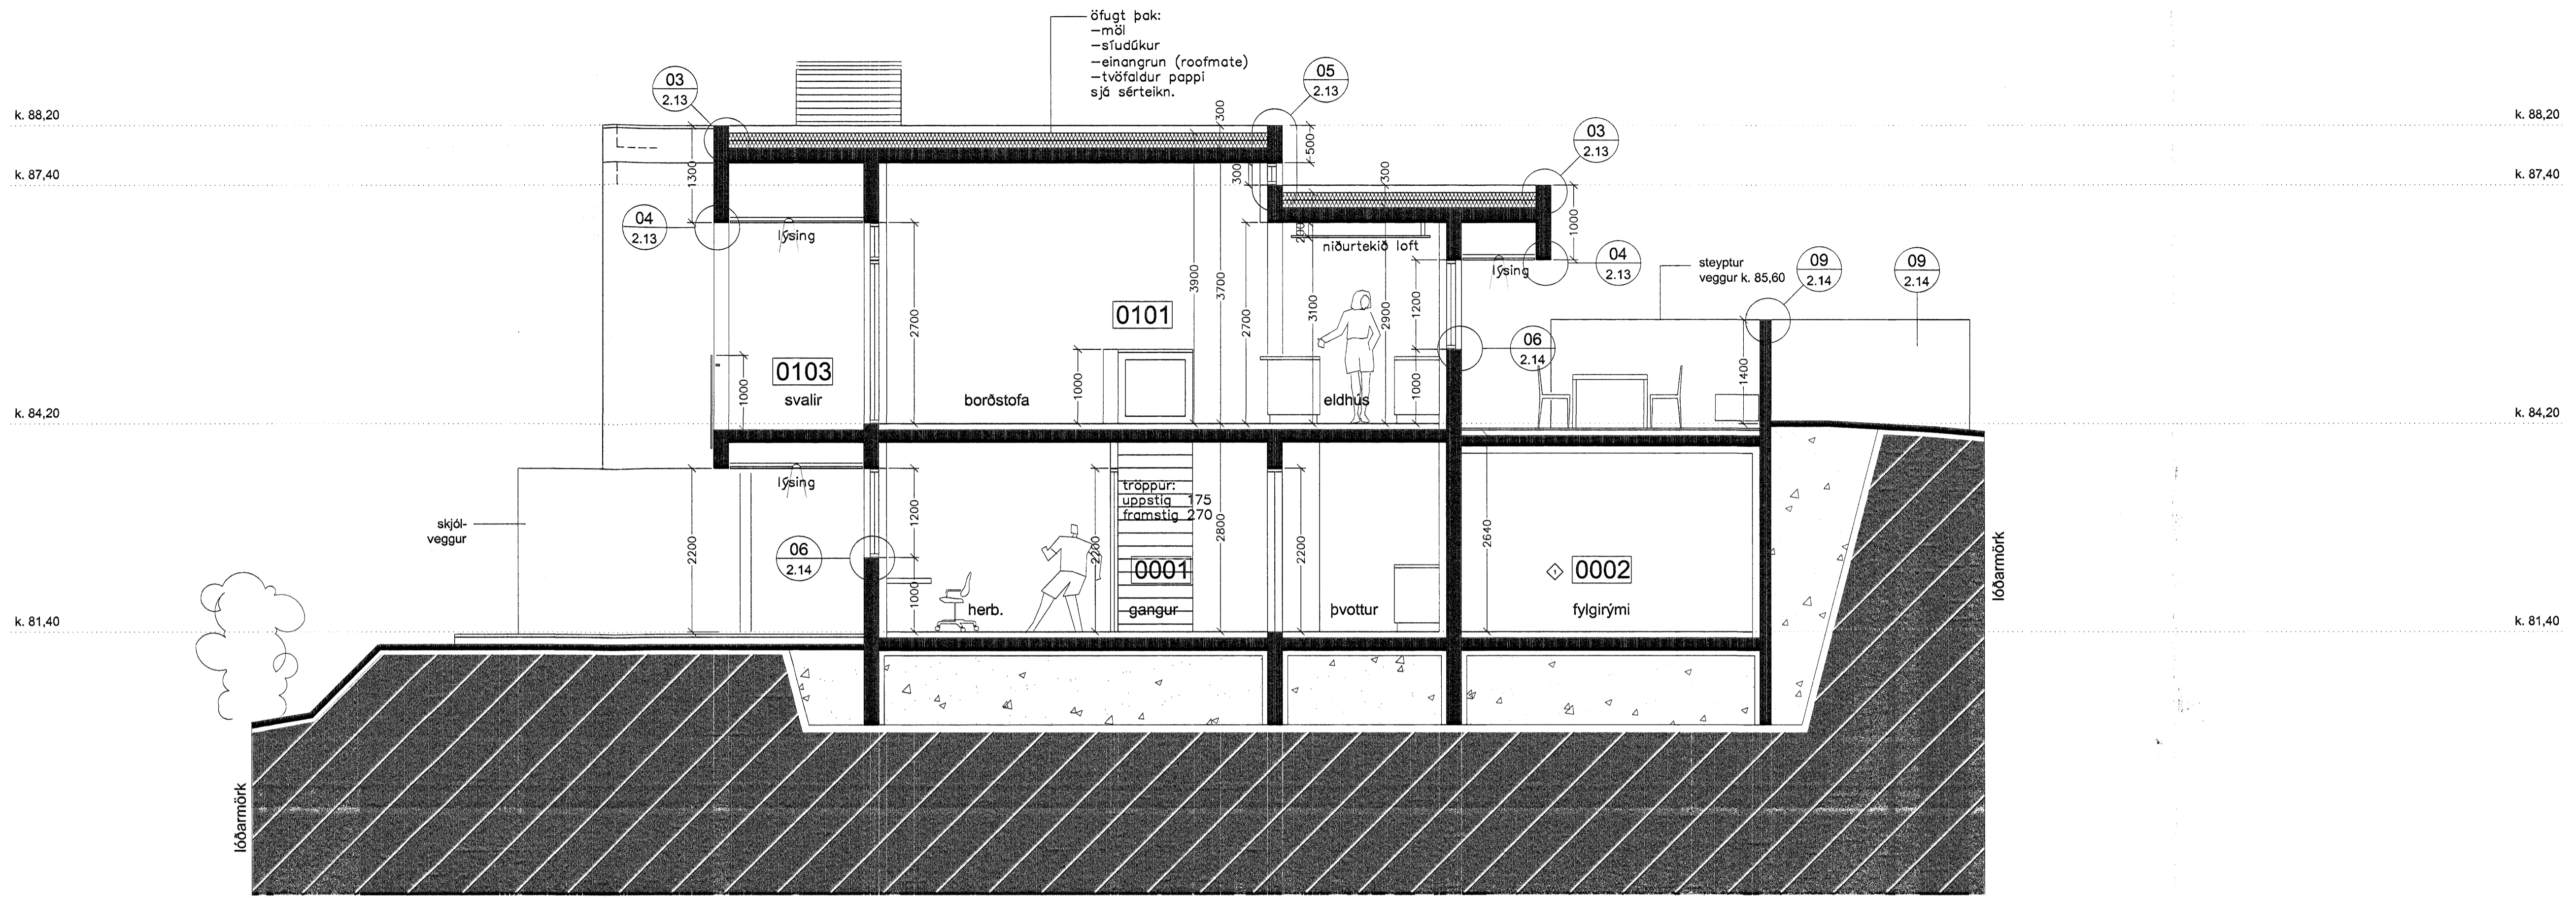 öfugt þak:
-möl
-síudúkur
-einangrun (roofmate)
-tvöfaldur pappi
sjá sérteikn.
03
2.13
05
2.13
03
2.13
k. 88,20
k. 88,20
300
500
1300
300
300
k. 87,40
k. 87,40
04
2.13
lýsing
200
niðurtekið loft
1000
lýsing
04
2.13
steyptur
veggur k. 85,60
09
2.14
09
2.14
2700
3900
3700
2700
3100
2900
1200
0101
06
2.14
0103
1000
1000
1000
1400
svalir
borðstofa
eldhús
k. 84,20
k. 84,20
lýsing
tröppur:
uppstig 175
framstig 270
skjól-
veggur
2200
1200
2200
2800
2200
2640
06
2.14
0001
0002
1000
herb.
gangur
þvottur
fylgirými
k. 81,40
k. 81,40
lóðarmörk
lóðarmörk